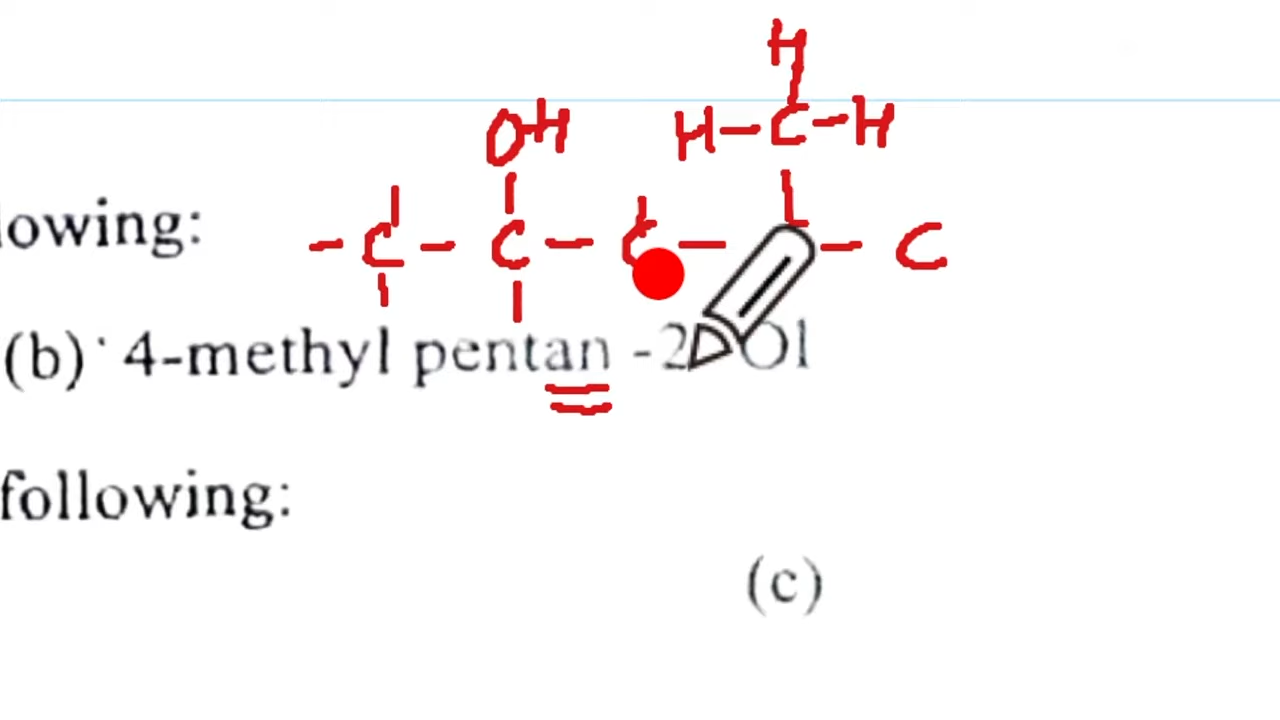 H
OH H-C-H
lowing: -C-C-C- -C
(b) 4-methyl pentan -2 Ol
following:
(c)